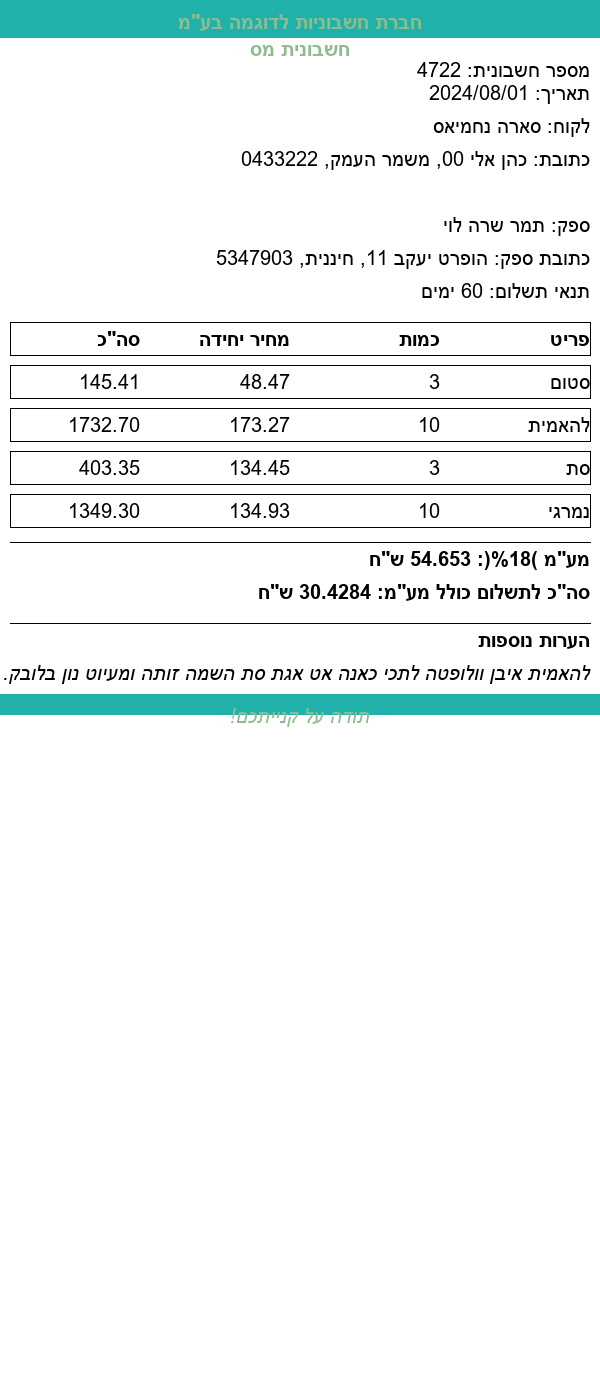 חברת חשבוניות לדוגמה בע"מ
חשבונית מס
מספר חשבונית: 4722
תאריך: 2024/08/01
לקוח: סארה נחמיאס
כתובת: כהן אלי 00, משמר העמק, 0433222
ספק: תמר שרה לוי
כתובת ספק: הופרט יעקב 11, חיננית, 5347903
תנאי תשלום: 60 ימים
פריט כמות מחיר יחידה סה"כ
סטום 3 48.47 145.41
להאמית 10 173.27 1732.70
סת 3 134.45 403.35
נמרגי 10 134.93 1349.30
מע"מ )18%(: 54.653 ש"ח
סה"כ לתשלום כולל מע"מ: 30.4284 ש"ח
הערות נוספות
להאמית איבן וולופטה לתכי כאנה אט אגת סת השמה זותה ומעיוט נון בלובק.
תודה על קנייתכם!